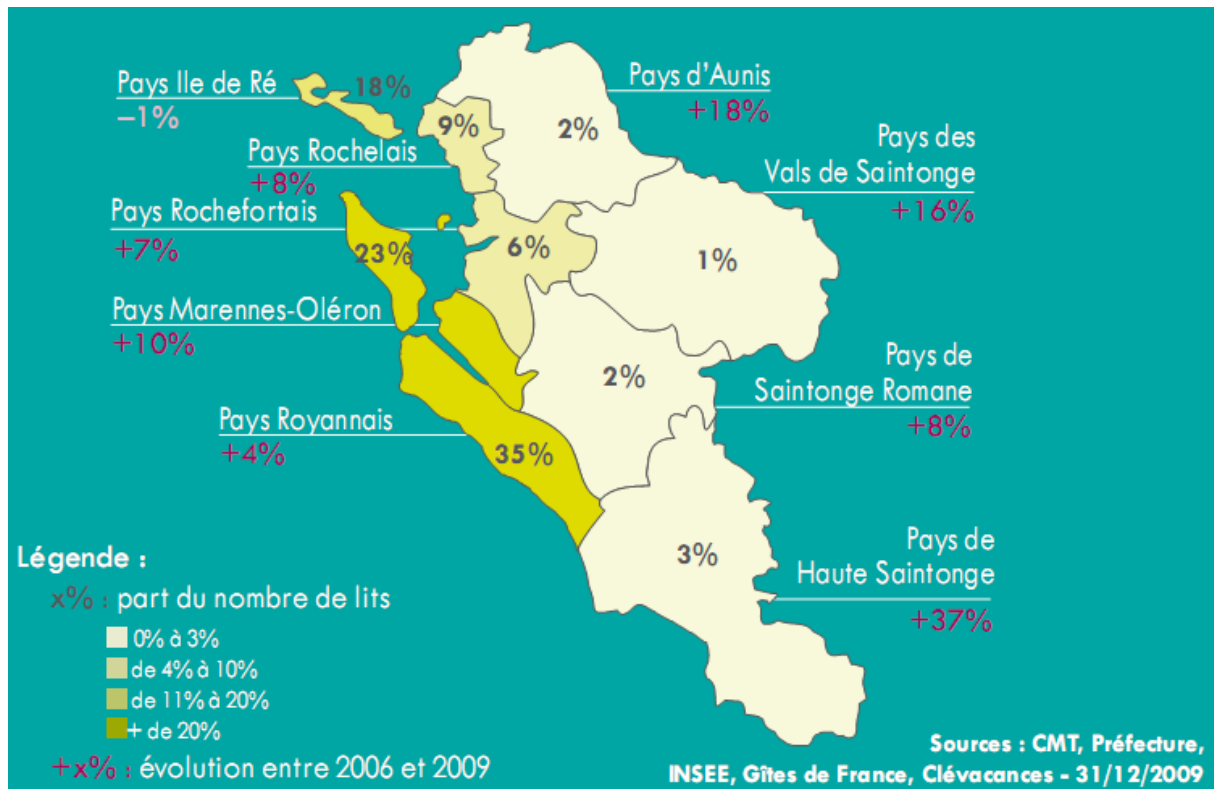 Pays Ile de Ré
–1%
18%
Pays d'Aunis
+18%
9%
2%
Pays Rochelais
+8%
Pays des
Vals de Saintonge
+16%
Pays Rochefortais
+7%
23%
6%
1%
Pays Marennes-Oléron
+10%
Pays de
Saintonge Romane
+8%
2%
Pays Royannais
+4%
35%
3%
Pays de
Haute Saintonge
+37%
Légende :
x% : part du nombre de lits
0% à 3%
de 4% à 10%
de 11% à 20%
+ de 20%
+x% : évolution entre 2006 et 2009
Sources : CMT, Préfecture,
INSEE, Gîtes de France, Clévacances - 31/12/2009